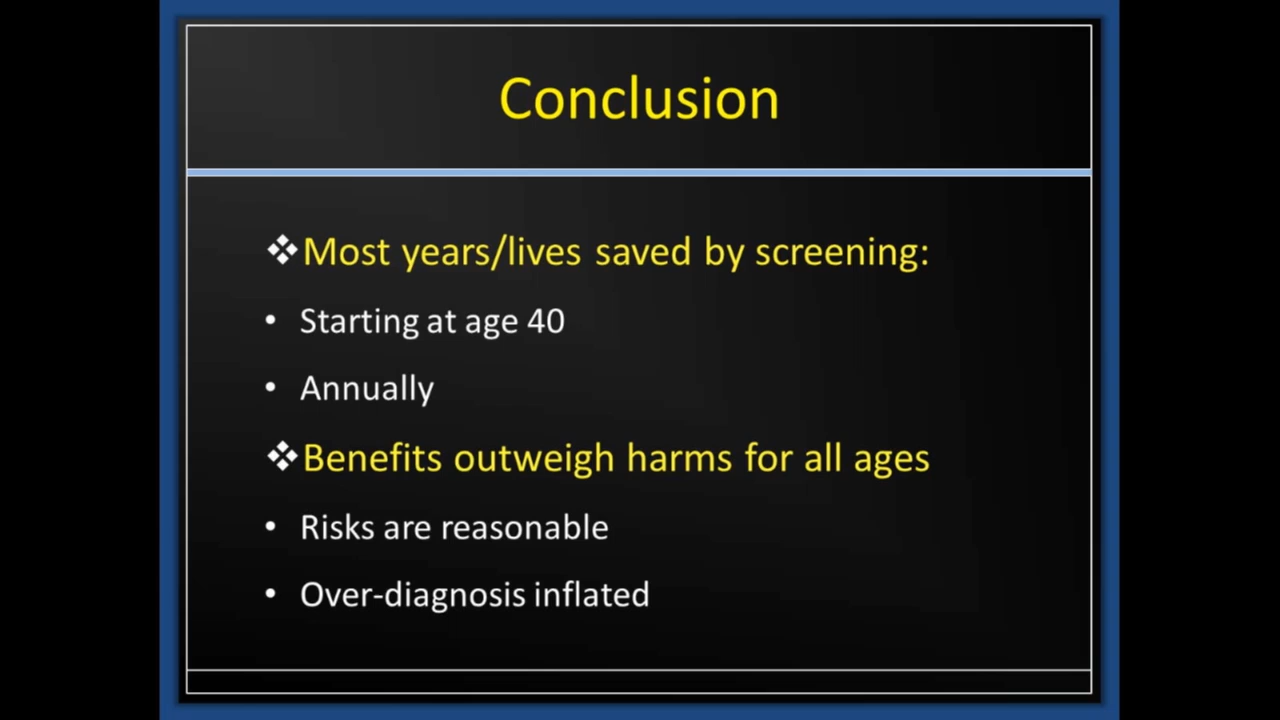 Conclusion
❖Most years/lives saved by screening:
• Starting at age 40
• Annually
❖Benefits outweigh harms for all ages
• Risks are reasonable
• Over-diagnosis inflated